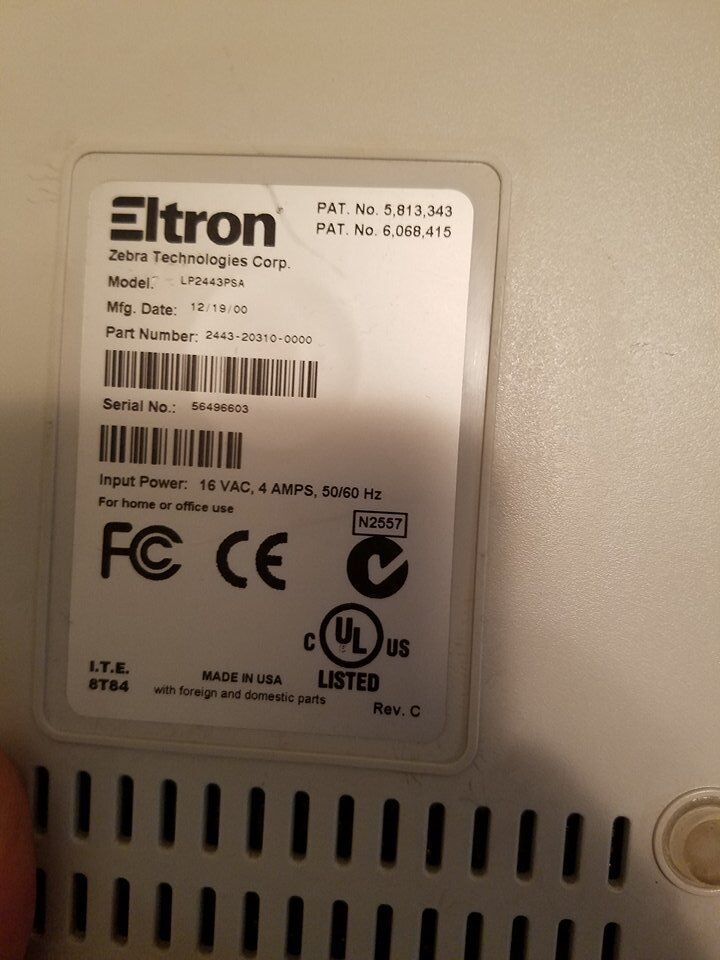 Eltron
PAT. No. 5,813,343
PAT. No. 6,068,415
Zebra Technologies Corp.
Model: LP2443PSA
Mfg. Date: 12/19/00
Part Number: 2443-20310-0000
Serial No.: 56496603
Input Power: 16 VAC, 4 AMPS, 50/60 Hz
For home or office use
FC CE
N2557
C UL US
LISTED
I.T.E.
8T84
MADE IN USA
with foreign and domestic parts
Rev. C